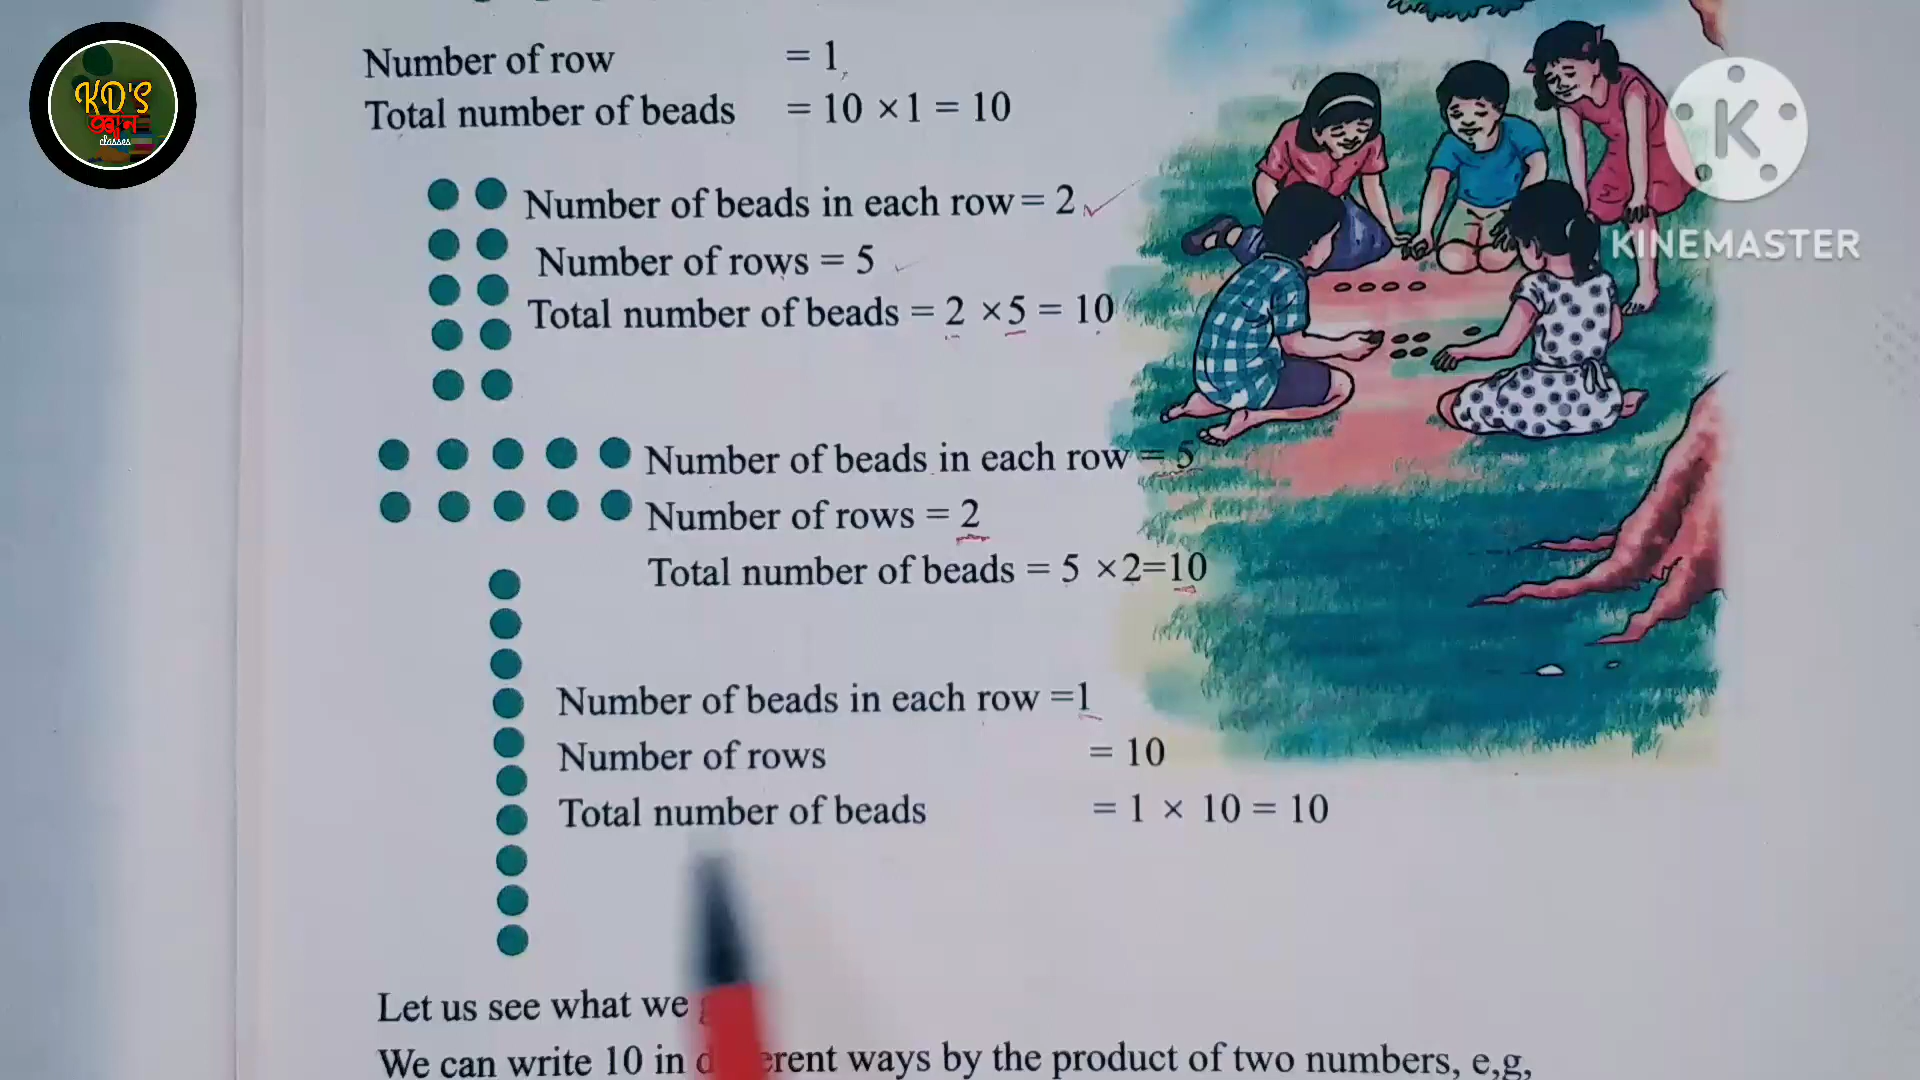 KD'S
জ্ঞান
classes
Number of row = 1
Total number of beads = 10 ×1 = 10
Number of beads in each row = 2
Number of rows = 5
Total number of beads = 2 ×5 = 10
Number of beads in each row = 5
Number of rows = 2
Total number of beads = 5 ×2=10
Number of beads in each row =1
Number of rows = 10
Total number of beads = 1 × 10 = 10
Let us see what we
We can write 10 in different ways by the product of two numbers, e,g,
K
KINEMASTER